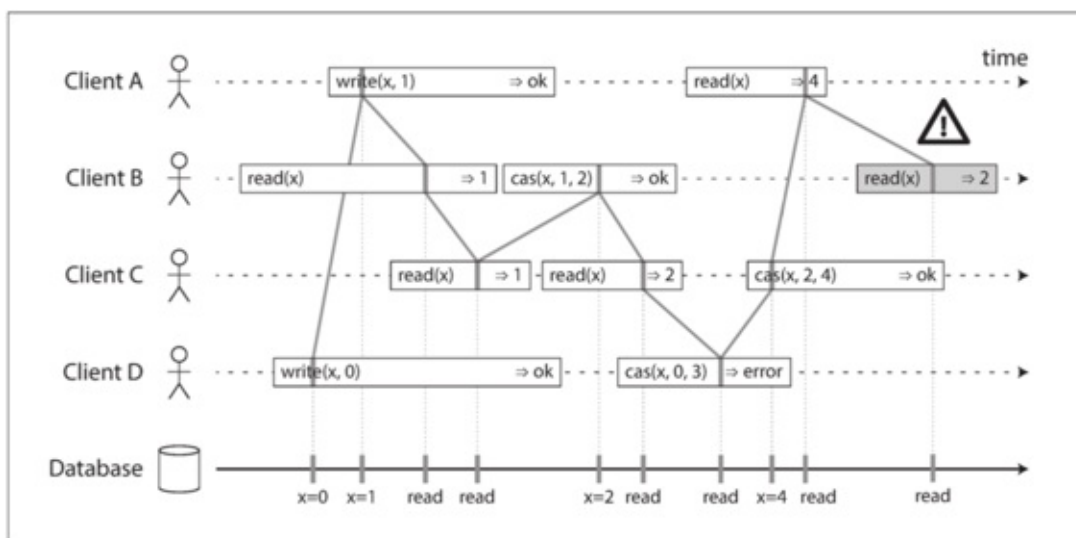 time
Client A write(x, 1) ⇒ ok read(x) ⇒ 4
Client B read(x) ⇒ 1 cas(x, 1, 2) ⇒ ok read(x) ⇒ 2
Client C read(x) ⇒ 1 read(x) ⇒ 2 cas(x, 2, 4) ⇒ ok
Client D write(x, 0) ⇒ ok cas(x, 0, 3) ⇒ error
Database
x=0 x=1 read read x=2 read read x=4 read read